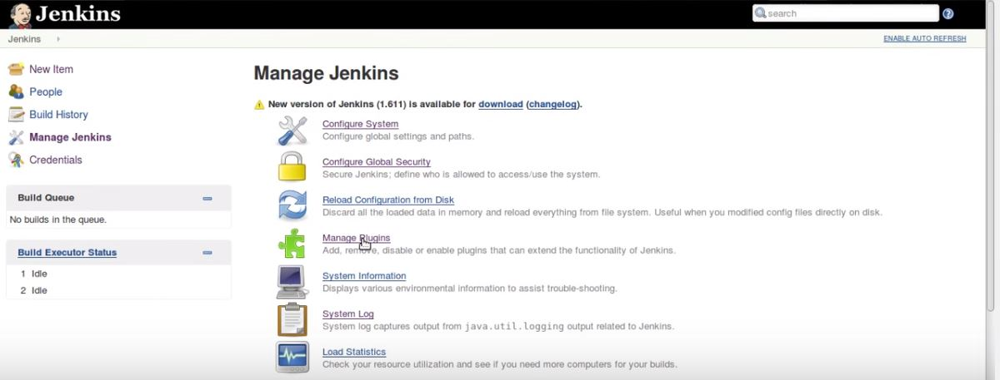 Jenkins
search
Jenkins
ENABLE AUTO REFRESH
New Item
People
Build History
Manage Jenkins
Credentials
Build Queue
No builds in the queue.
Build Executor Status
1 Idle
2 Idle
Manage Jenkins
New version of Jenkins (1.611) is available for download (changelog).
Configure System
Configure global settings and paths.
Configure Global Security
Secure Jenkins; define who is allowed to access/use the system.
Reload Configuration from Disk
Discard all the loaded data in memory and reload everything from file system. Useful when you modified config files directly on disk.
Manage Plugins
Add, remove, disable or enable plugins that can extend the functionality of Jenkins.
System Information
Displays various environmental information to assist trouble-shooting.
System Log
System log captures output from java.util.logging output related to Jenkins.
Load Statistics
Check your resource utilization and see if you need more computers for your builds.